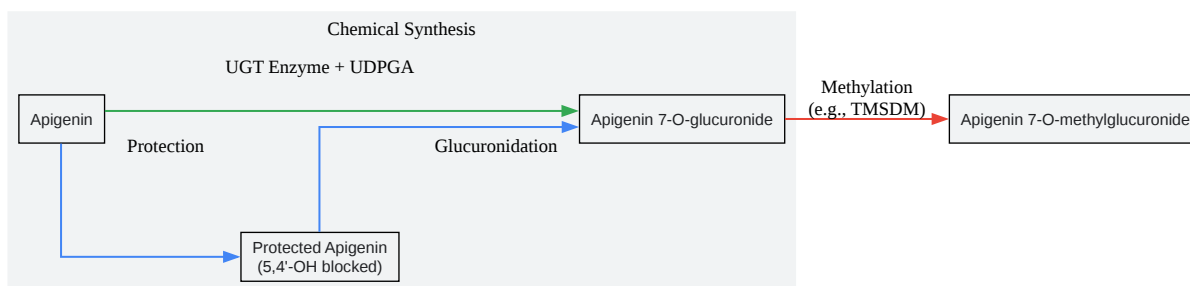 Chemical Synthesis
UGT Enzyme + UDPGA
Methylation
(e.g., TMSDM)
Apigenin
Apigenin 7-O-glucuronide
Apigenin 7-O-methylglucuronide
Protection
Glucuronidation
Protected Apigenin
(5,4'-OH blocked)